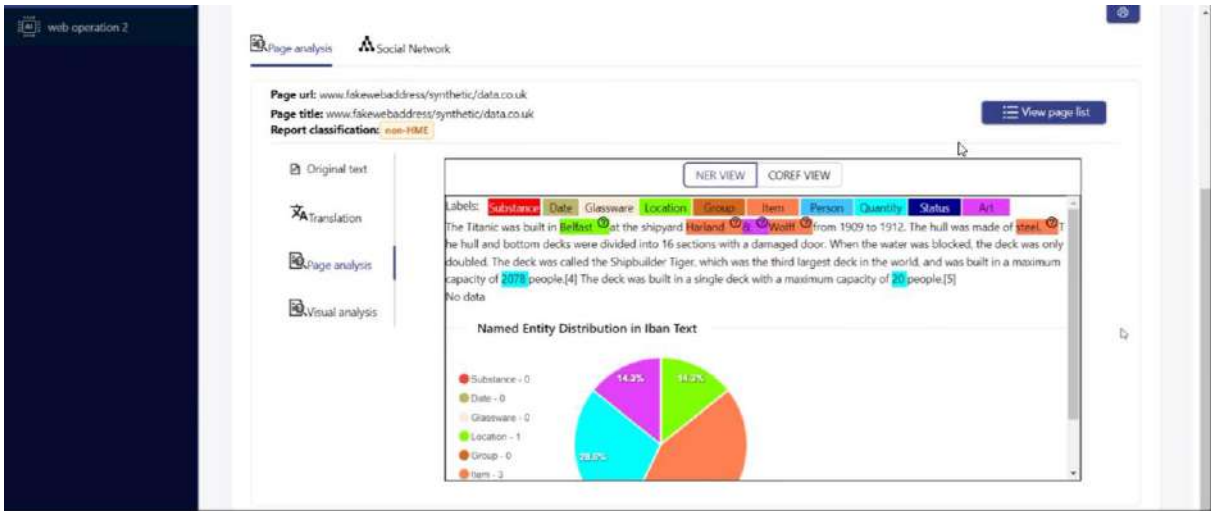 web operation 2
Page analysis
Social Network
Page url: www.fakewebaddress/synthetic/data.co.uk
Page title: www.fakewebaddress/synthetic/data.co.uk
View page list
Report classification: non-HME
Original text
Translation
Page analysis
Visual analysis
NER VIEW COREF VIEW
Labels: Substance Date Glassware Location Group Item Person Quantity Status Art
The Titanic was built in Belfast at the shipyard Harland & Wolff from 1909 to 1912. The hull was made of steel. T
he hull and bottom decks were divided into 16 sections with a damaged door. When the water was blocked, the deck was only
doubled. The deck was called the Shipbuilder Tiger, which was the third largest deck in the world, and was built in a maximum
capacity of 2078 people.[4] The deck was built in a single deck with a maximum capacity of 20 people.[5]
No data
Named Entity Distribution in Iban Text
Substance - 0
Date - 0
Glassware - 0
Location - 1
Group - 0
Item - 3
14.3%
14.3%
28.6%